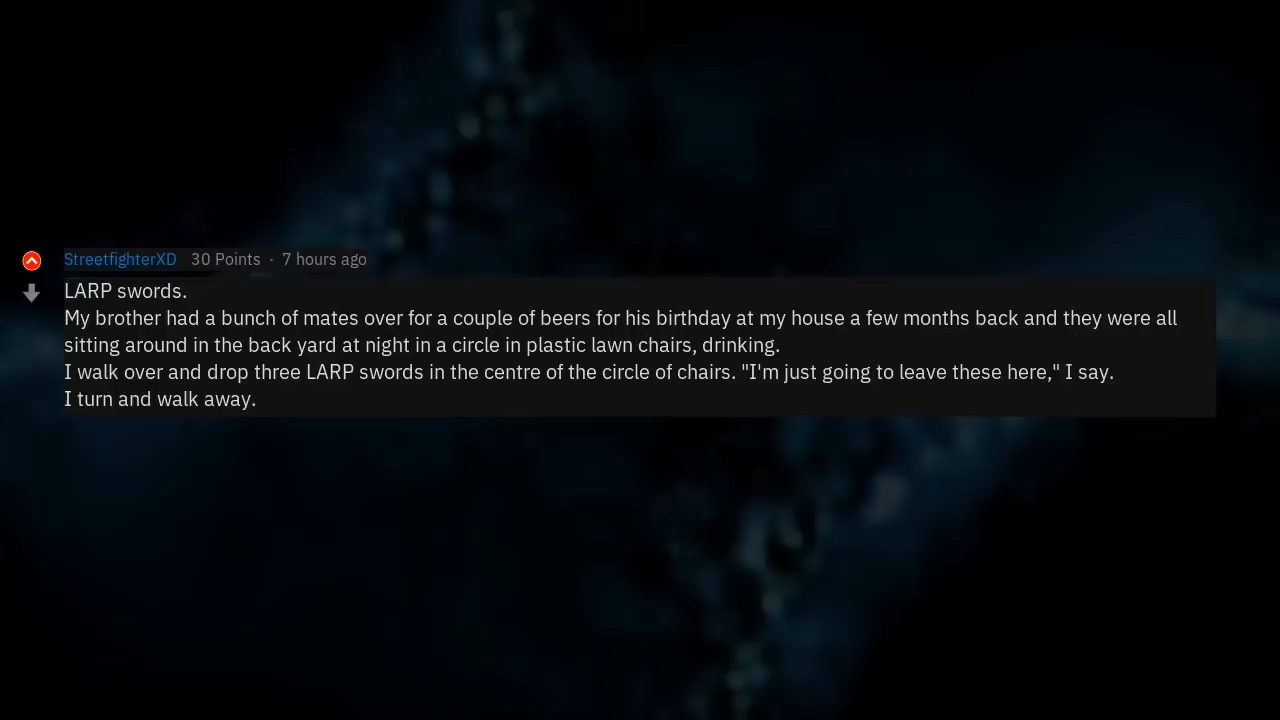 StreetfighterXD 30 Points · 7 hours ago
LARP swords.
My brother had a bunch of mates over for a couple of beers for his birthday at my house a few months back and they were all
sitting around in the back yard at night in a circle in plastic lawn chairs, drinking.
I walk over and drop three LARP swords in the centre of the circle of chairs. "I'm just going to leave these here," I say.
I turn and walk away.